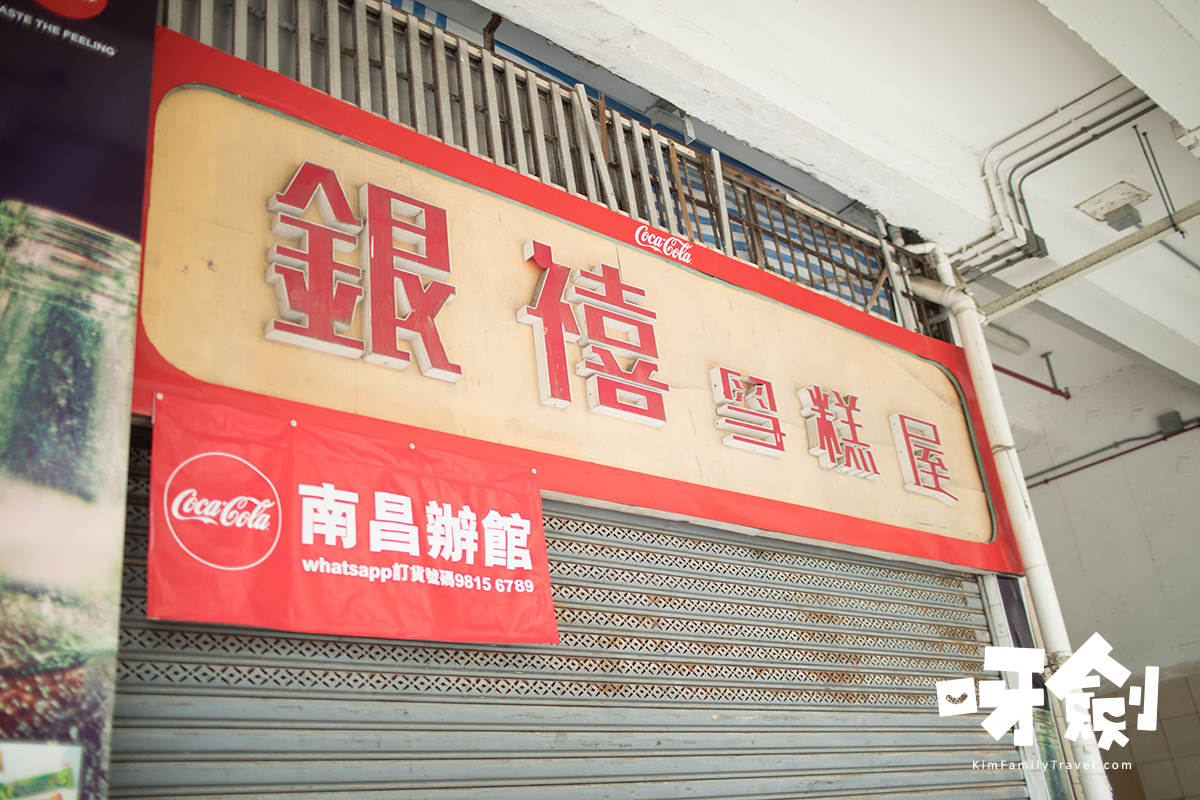 TASTE THE FEELING
Coca-Cola
銀禧雪糕屋
Coca-Cola
南昌辦館
whatsapp訂貨號碼9815 6789
呀劍
KimFamilyTravel.com